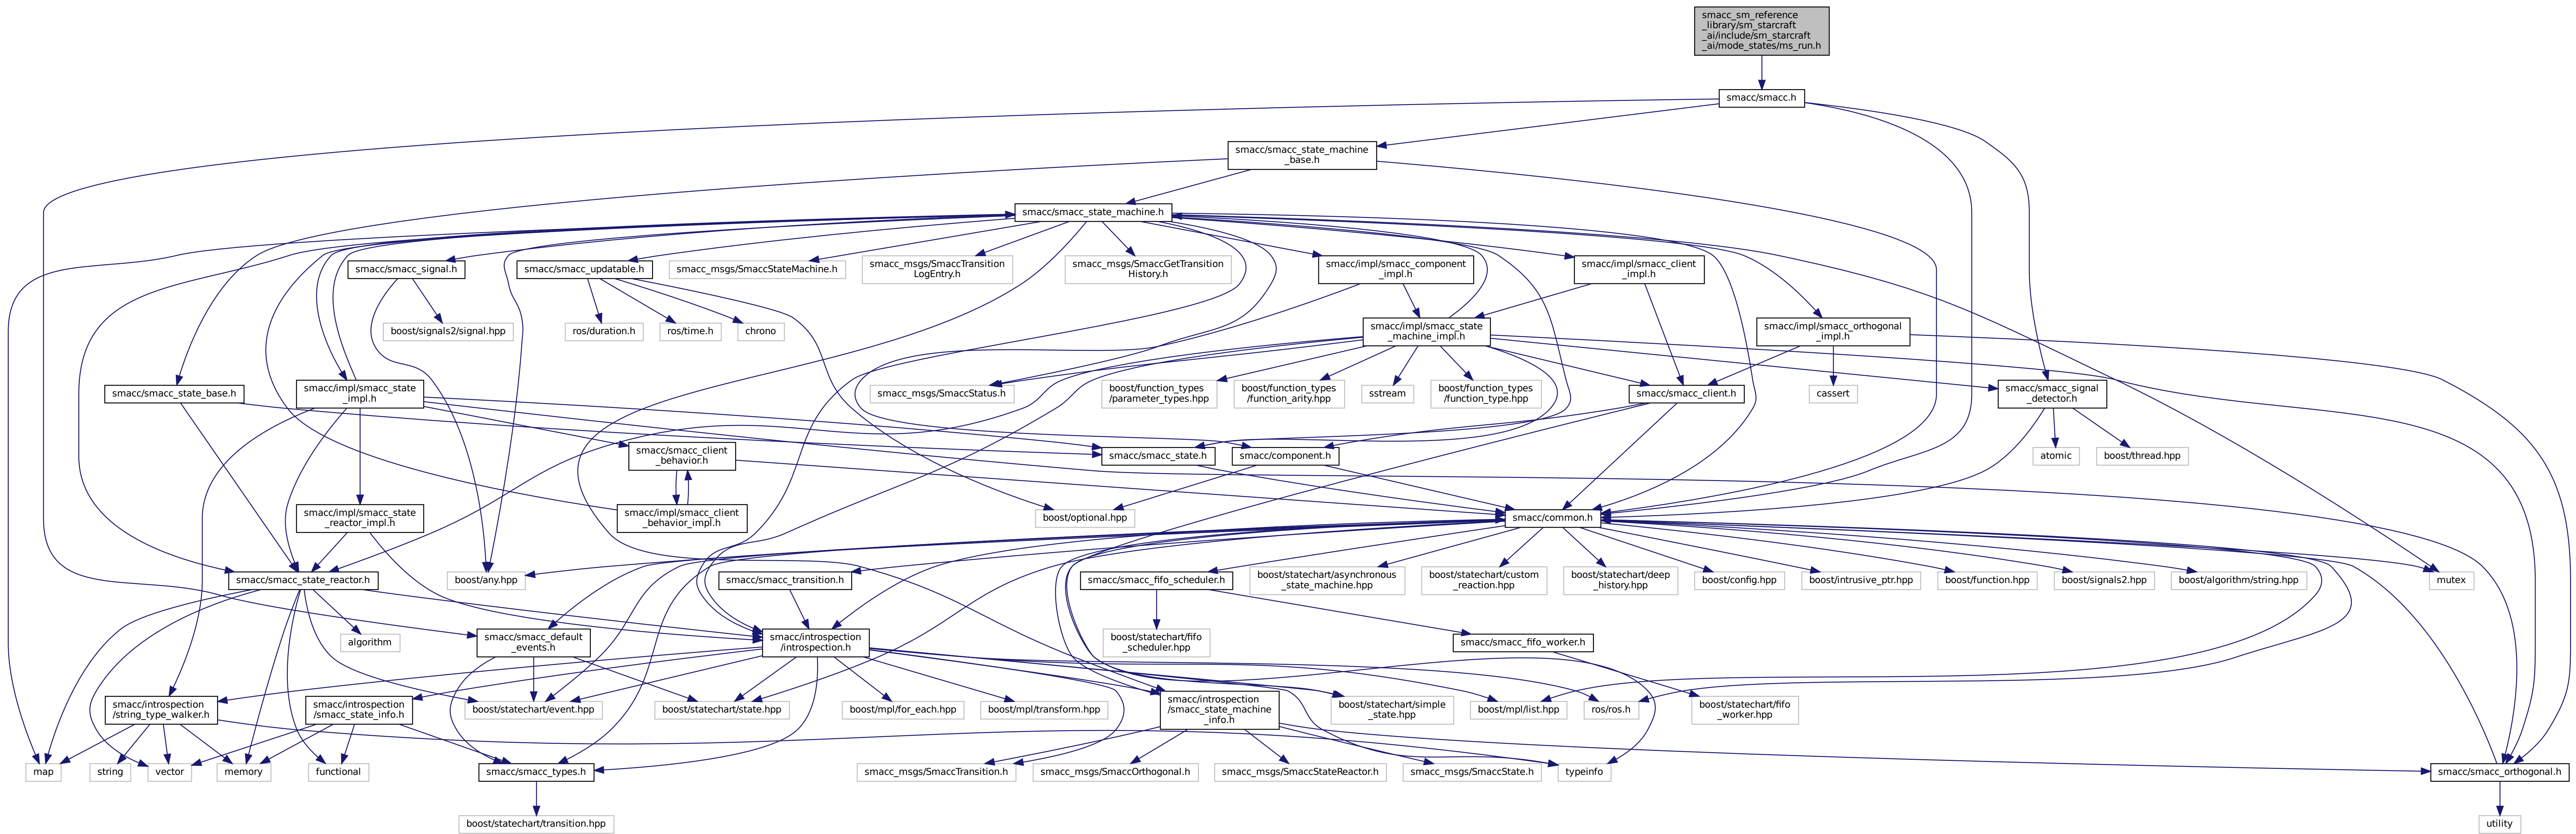 smacc_sm_reference
_library/sm_starcraft
_ai/include/sm_starcraft
_ai/mode_states/ms_run.h
smacc/smacc.h
smacc/smacc_state_machine
_base.h
smacc/smacc_state_machine.h
smacc/smacc_signal.h
smacc/smacc_updatable.h
smacc_msgs/SmaccStateMachine.h
smacc_msgs/SmaccTransition
LogEntry.h
smacc_msgs/SmaccGetTransition
History.h
smacc/impl/smacc_component
_impl.h
smacc/impl/smacc_client
_impl.h
boost/signals2/signal.hpp
ros/duration.h
ros/time.h
chrono
smacc/impl/smacc_state
_machine_impl.h
smacc/impl/smacc_orthogonal
_impl.h
smacc/smacc_state_base.h
smacc/impl/smacc_state
_impl.h
smacc_msgs/SmaccStatus.h
boost/function_types
/parameter_types.hpp
boost/function_types
/function_arity.hpp
sstream
boost/function_types
/function_type.hpp
smacc/smacc_client.h
cassert
smacc/smacc_signal
_detector.h
smacc/smacc_client
_behavior.h
smacc/smacc_state.h
smacc/component.h
atomic
boost/thread.hpp
smacc/impl/smacc_state
_reactor_impl.h
smacc/impl/smacc_client
_behavior_impl.h
boost/optional.hpp
smacc/common.h
smacc/smacc_state_reactor.h
boost/any.hpp
smacc/smacc_transition.h
smacc/smacc_fifo_scheduler.h
boost/statechart/asynchronous
_state_machine.hpp
boost/statechart/custom
_reaction.hpp
boost/statechart/deep
_history.hpp
boost/config.hpp
boost/intrusive_ptr.hpp
boost/function.hpp
boost/signals2.hpp
boost/algorithm/string.hpp
mutex
algorithm
smacc/smacc_default
_events.h
smacc/introspection
/introspection.h
boost/statechart/fifo
_scheduler.hpp
smacc/smacc_fifo_worker.h
smacc/introspection
/string_type_walker.h
smacc/introspection
/smacc_state_info.h
boost/statechart/event.hpp
boost/statechart/state.hpp
boost/mpl/for_each.hpp
boost/mpl/transform.hpp
smacc/introspection
/smacc_state_machine
_info.h
boost/statechart/simple
_state.hpp
boost/mpl/list.hpp
ros/ros.h
boost/statechart/fifo
_worker.hpp
map
string
vector
memory
functional
smacc/smacc_types.h
smacc_msgs/SmaccTransition.h
smacc_msgs/SmaccOrthogonal.h
smacc_msgs/SmaccStateReactor.h
smacc_msgs/SmaccState.h
typeinfo
smacc/smacc_orthogonal.h
boost/statechart/transition.hpp
utility